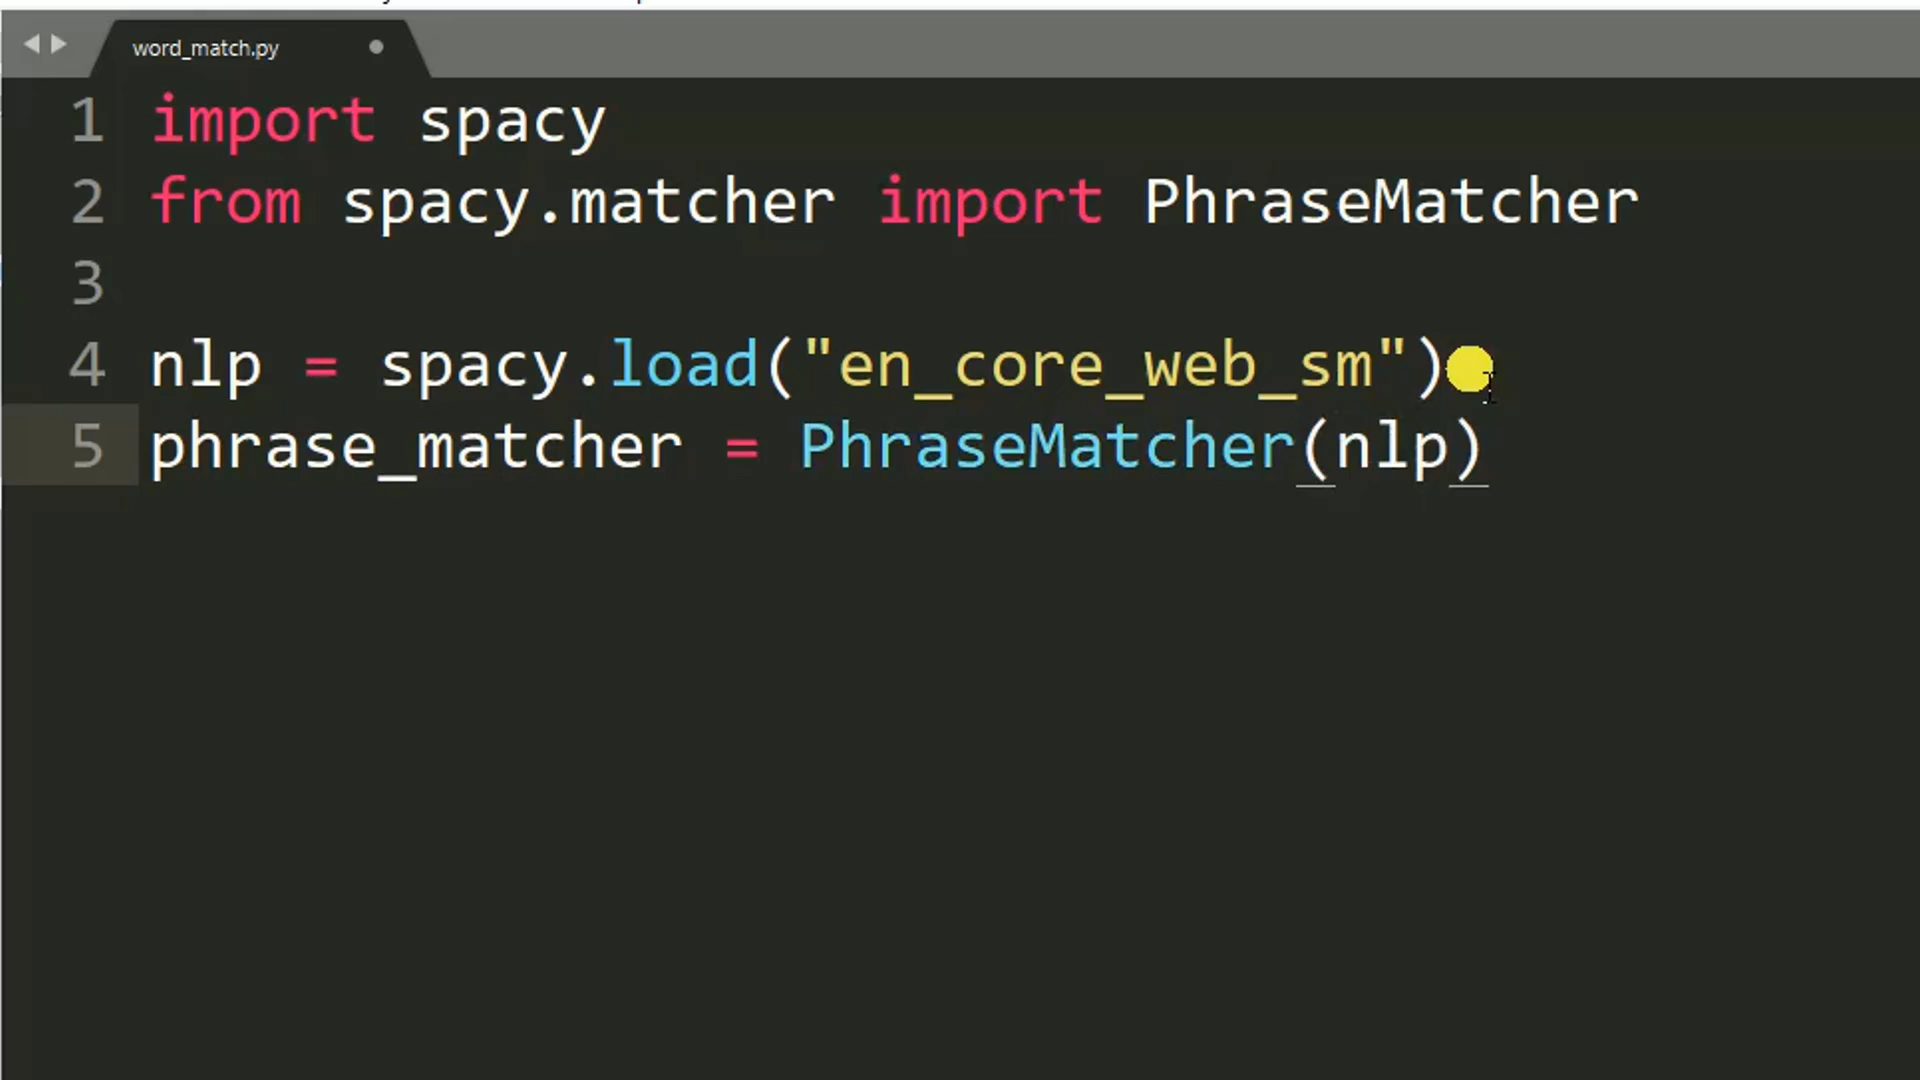 word_match.py
1 import spacy
2 from spacy.matcher import PhraseMatcher
3
4 nlp = spacy.load("en_core_web_sm")
5 phrase_matcher = PhraseMatcher(nlp)